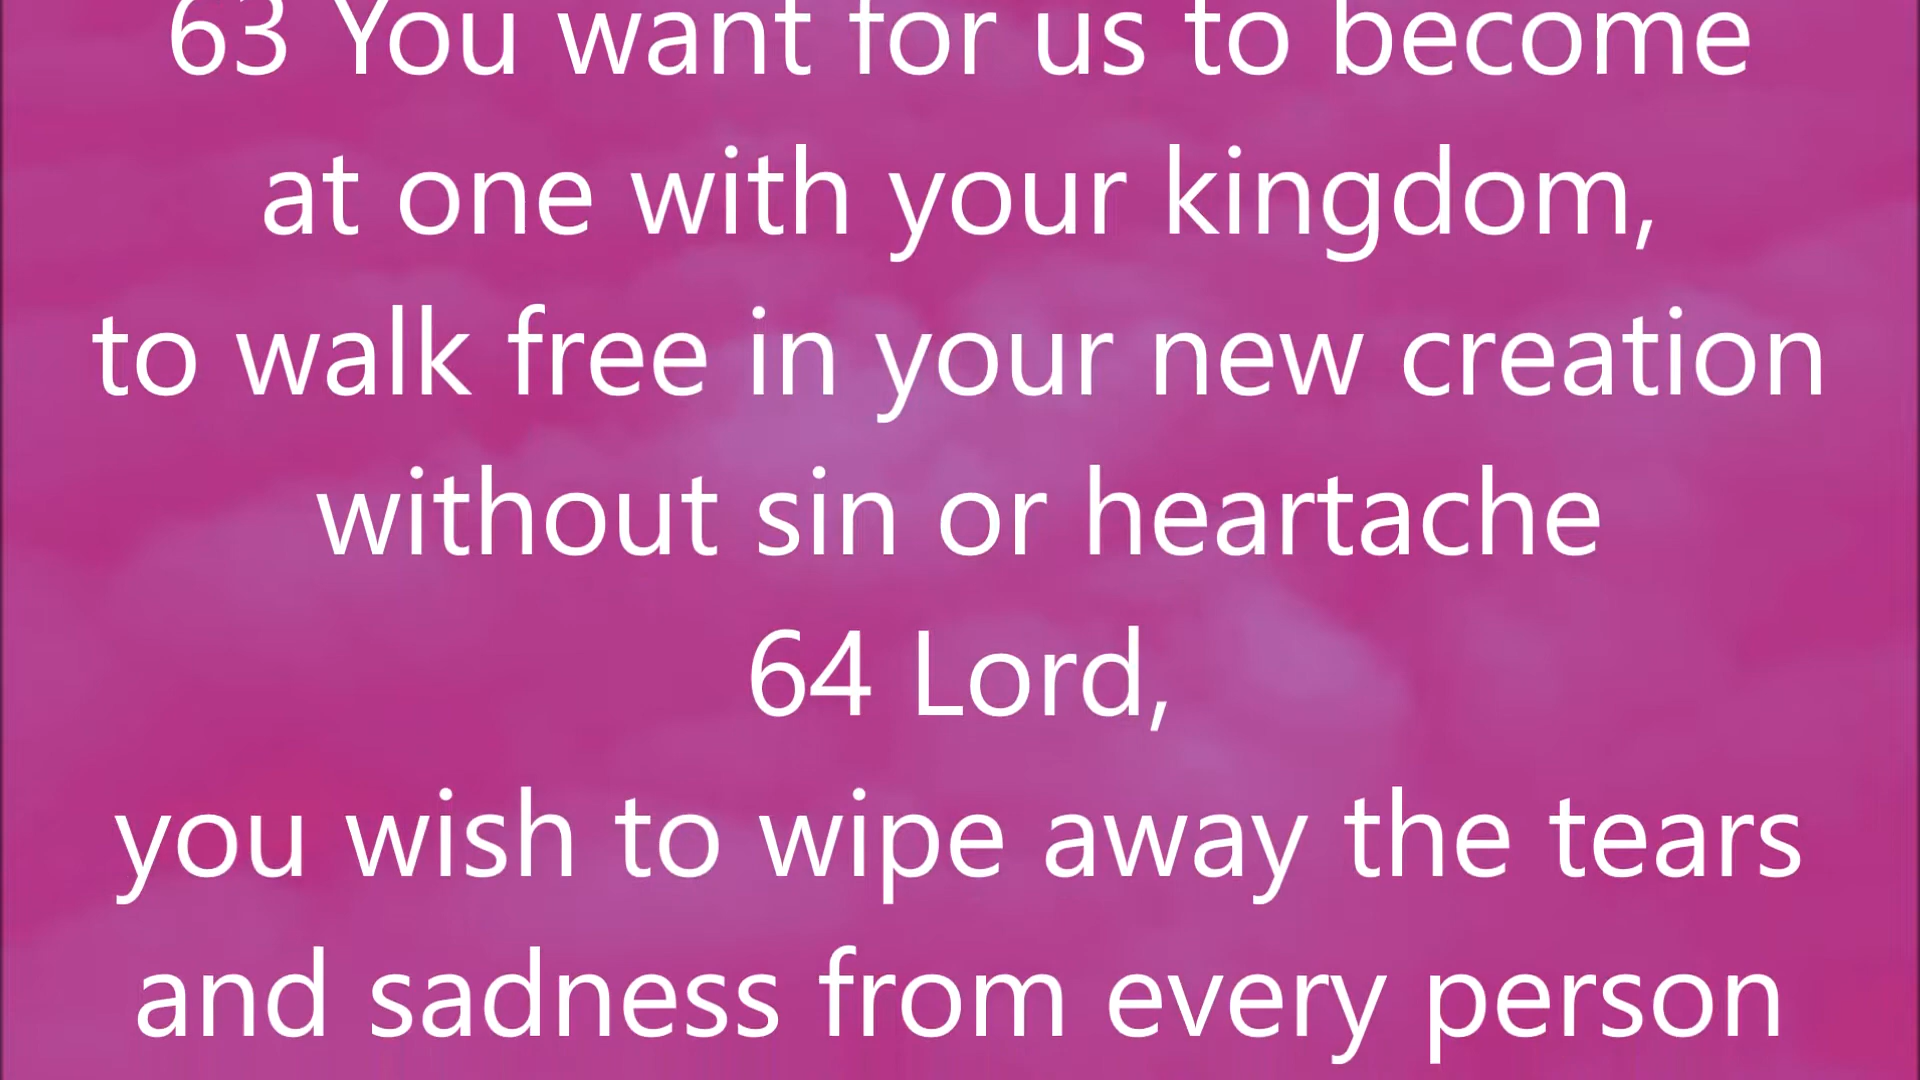 63 You want for us to become
at one with your kingdom,
to walk free in your new creation
without sin or heartache
64 Lord,
you wish to wipe away the tears
and sadness from every person